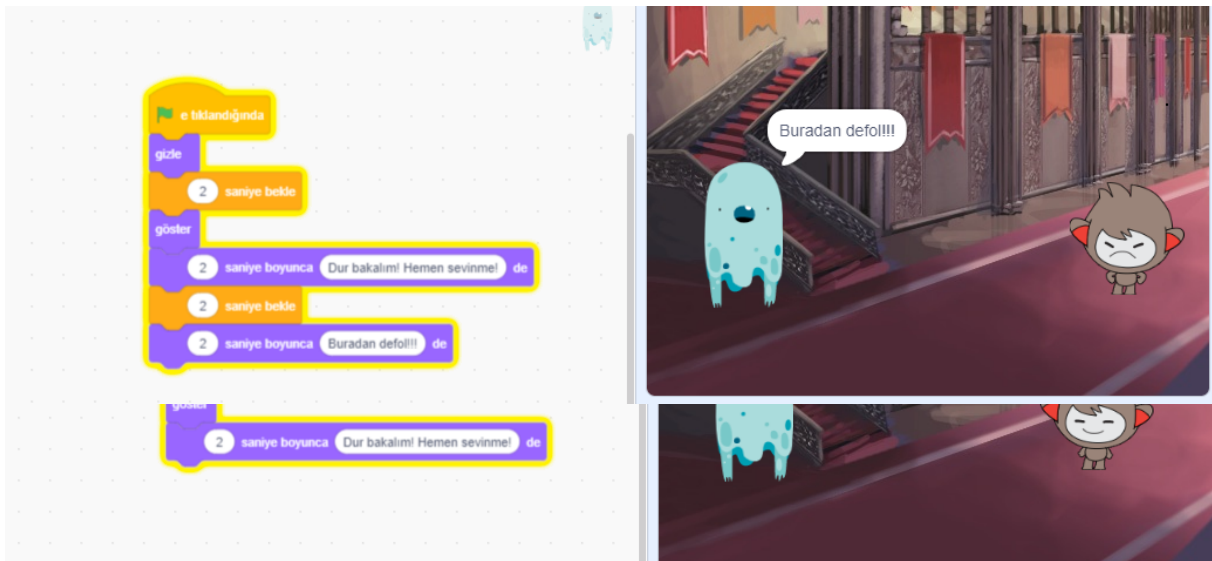 e tıklandığında
gizle
2 saniye bekle
göster
2 saniye boyunca Dur bakalım! Hemen sevinme! de
2 saniye bekle
2 saniye boyunca Buradan defol!!! de
Buradan defol!!!
göster
2 saniye boyunca Dur bakalım! Hemen sevinme! de